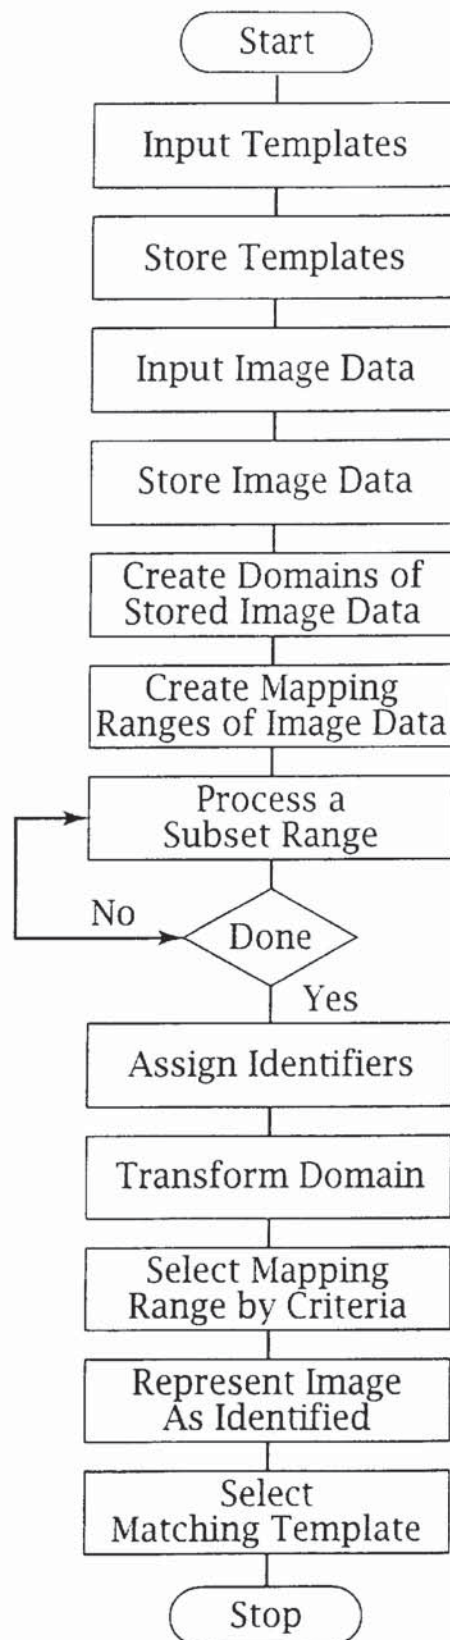 Start
Input Templates
Store Templates
Input Image Data
Store Image Data
Create Domains of
Stored Image Data
Create Mapping
Ranges of Image Data
Process a
Subset Range
No
Done
Yes
Assign Identifiers
Transform Domain
Select Mapping
Range by Criteria
Represent Image
As Identified
Select
Matching Template
Stop